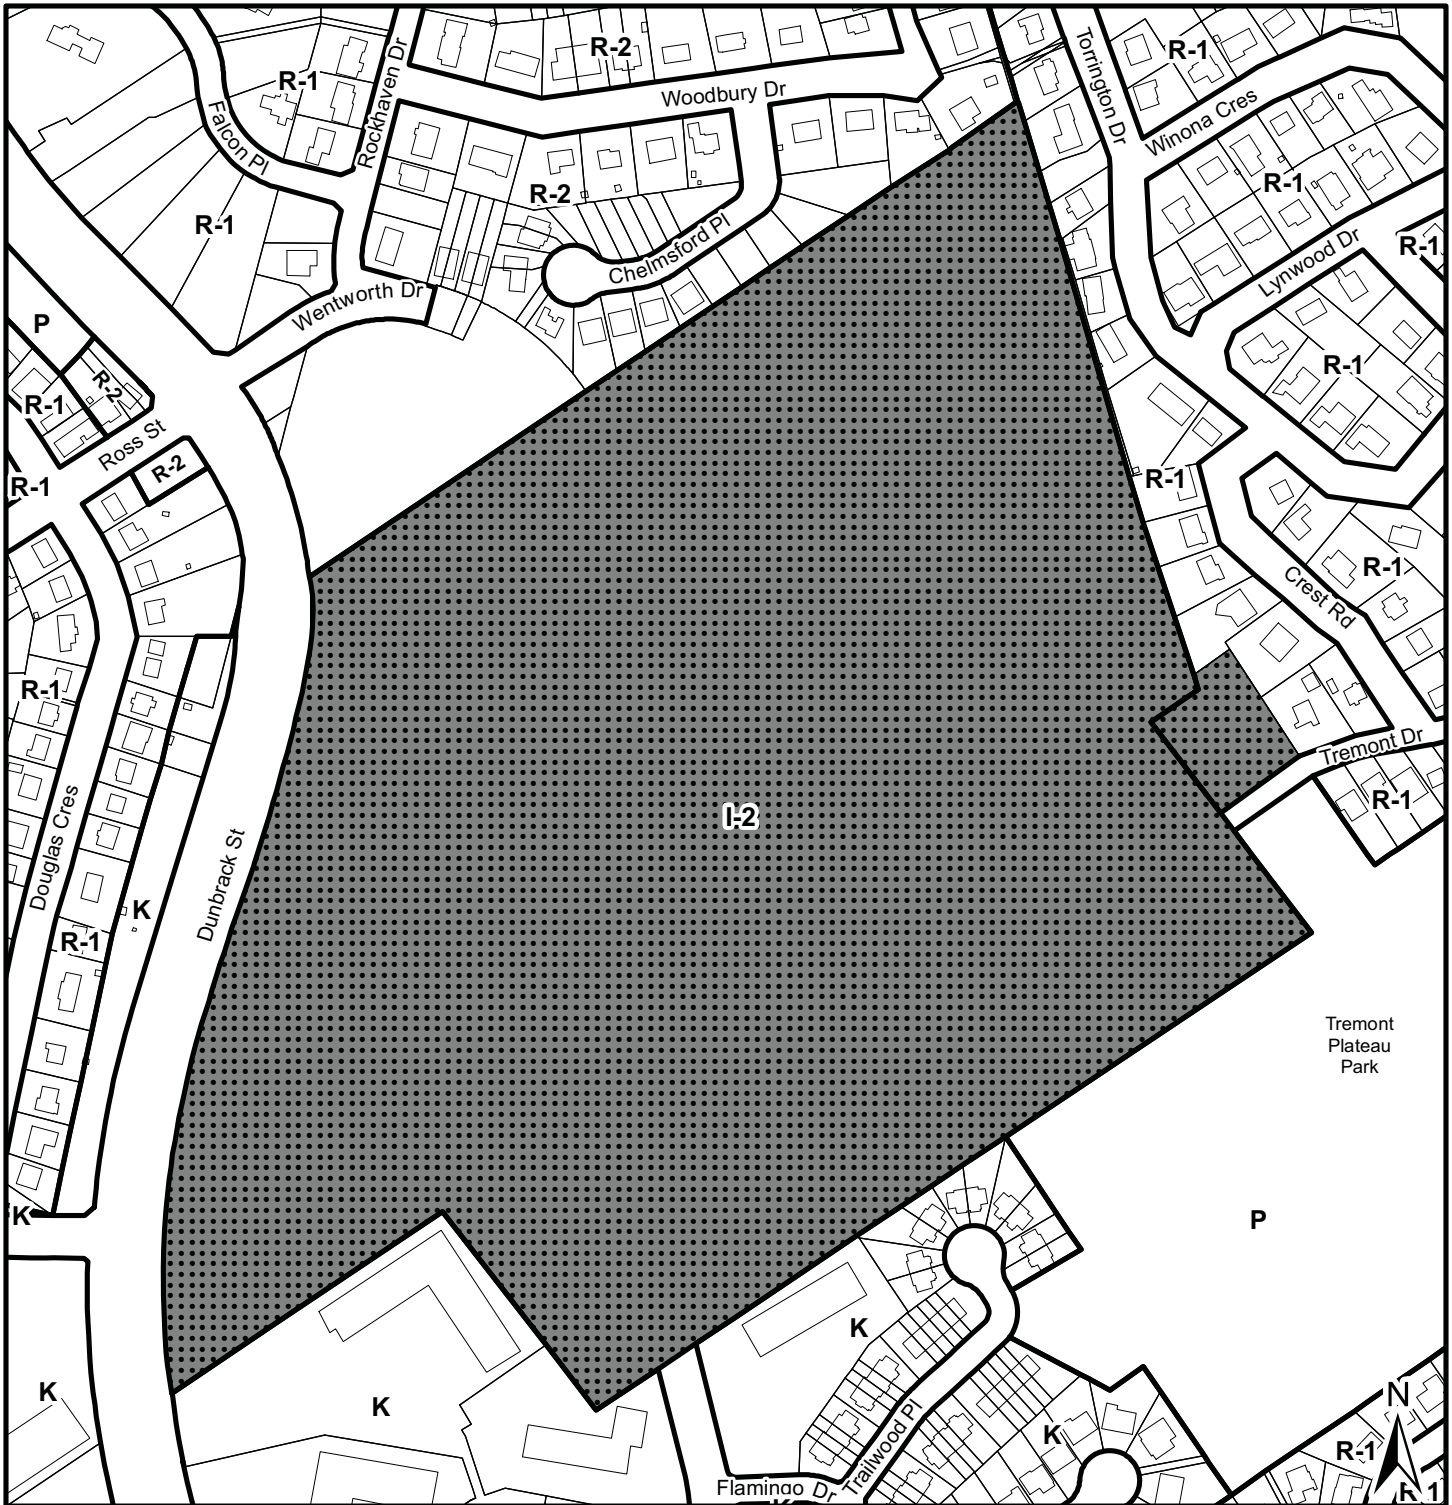 R-2
R-1
R-1
Torrington Dr
Rockhaven Dr
Woodbury Dr
Falcon Pl
Winona Cres
R-2
R-1
R-1
Chelmsford Pl
Lynwood Dr
R-1
Wentworth Dr
P
R-2
R-1
R-1
Ross St
R-2
R-1
R-1
R-1
Crest Rd
R-1
Tremont Dr
R-1
I-2
Douglas Cres
Dunbrack St
K
R-1
Tremont
Plateau
Park
K
P
K
K
K
N
K
R-1
Trailwood Pl
Flamingo Dr
K
R-1